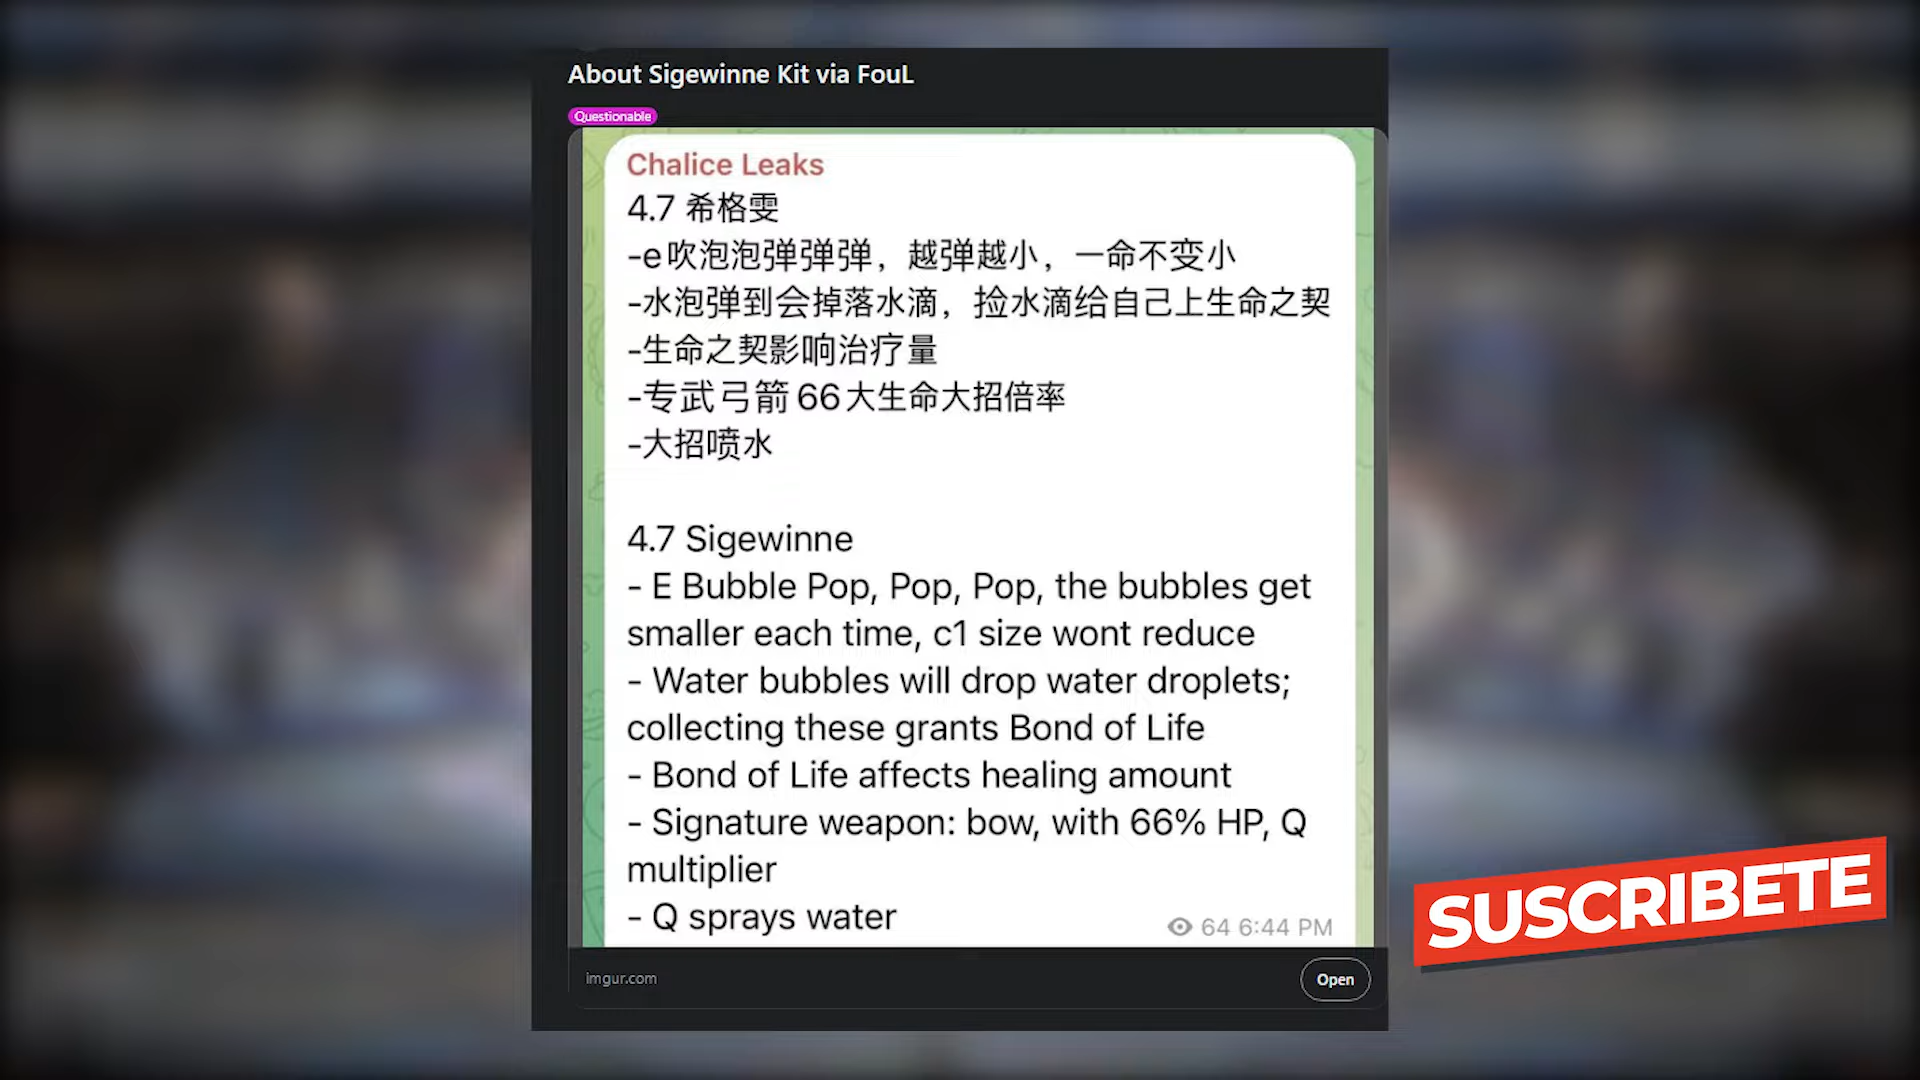 About Sigewinne Kit via FouL
Questionable
Chalice Leaks
4.7 希格雯
-e吹泡泡弹弹弹，越弹越小，一命不变小
-水泡弹到会掉落水滴，捡水滴给自己上生命之契
-生命之契影响治疗量
-专武弓箭66大生命大招倍率
-大招喷水
4.7 Sigewinne
- E Bubble Pop, Pop, Pop, the bubbles get
smaller each time, c1 size wont reduce
- Water bubbles will drop water droplets;
collecting these grants Bond of Life
- Bond of Life affects healing amount
- Signature weapon: bow, with 66% HP, Q
multiplier
- Q sprays water
64 6:44 PM
SUSCRIBETE
imgur.com
Open